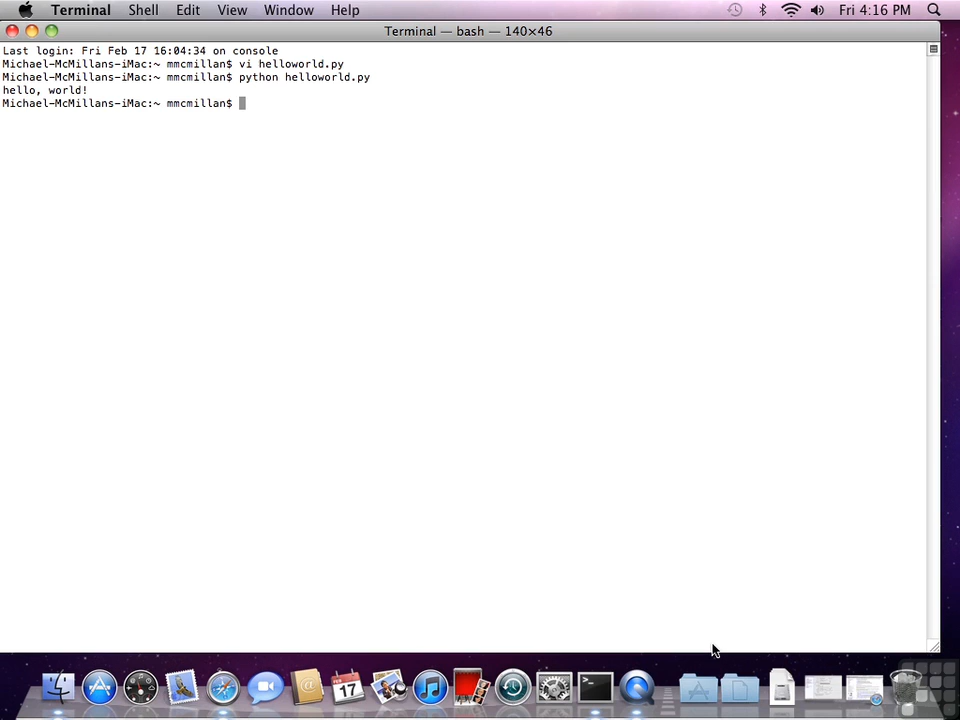 Terminal Shell Edit View Window Help Fri 4:16 PM
Terminal — bash — 140×46
Last login: Fri Feb 17 16:04:34 on console
Michael-McMillans-iMac:~ mmcmillan$ vi helloworld.py
Michael-McMillans-iMac:~ mmcmillan$ python helloworld.py
hello, world!
Michael-McMillans-iMac:~ mmcmillan$
FEB
17